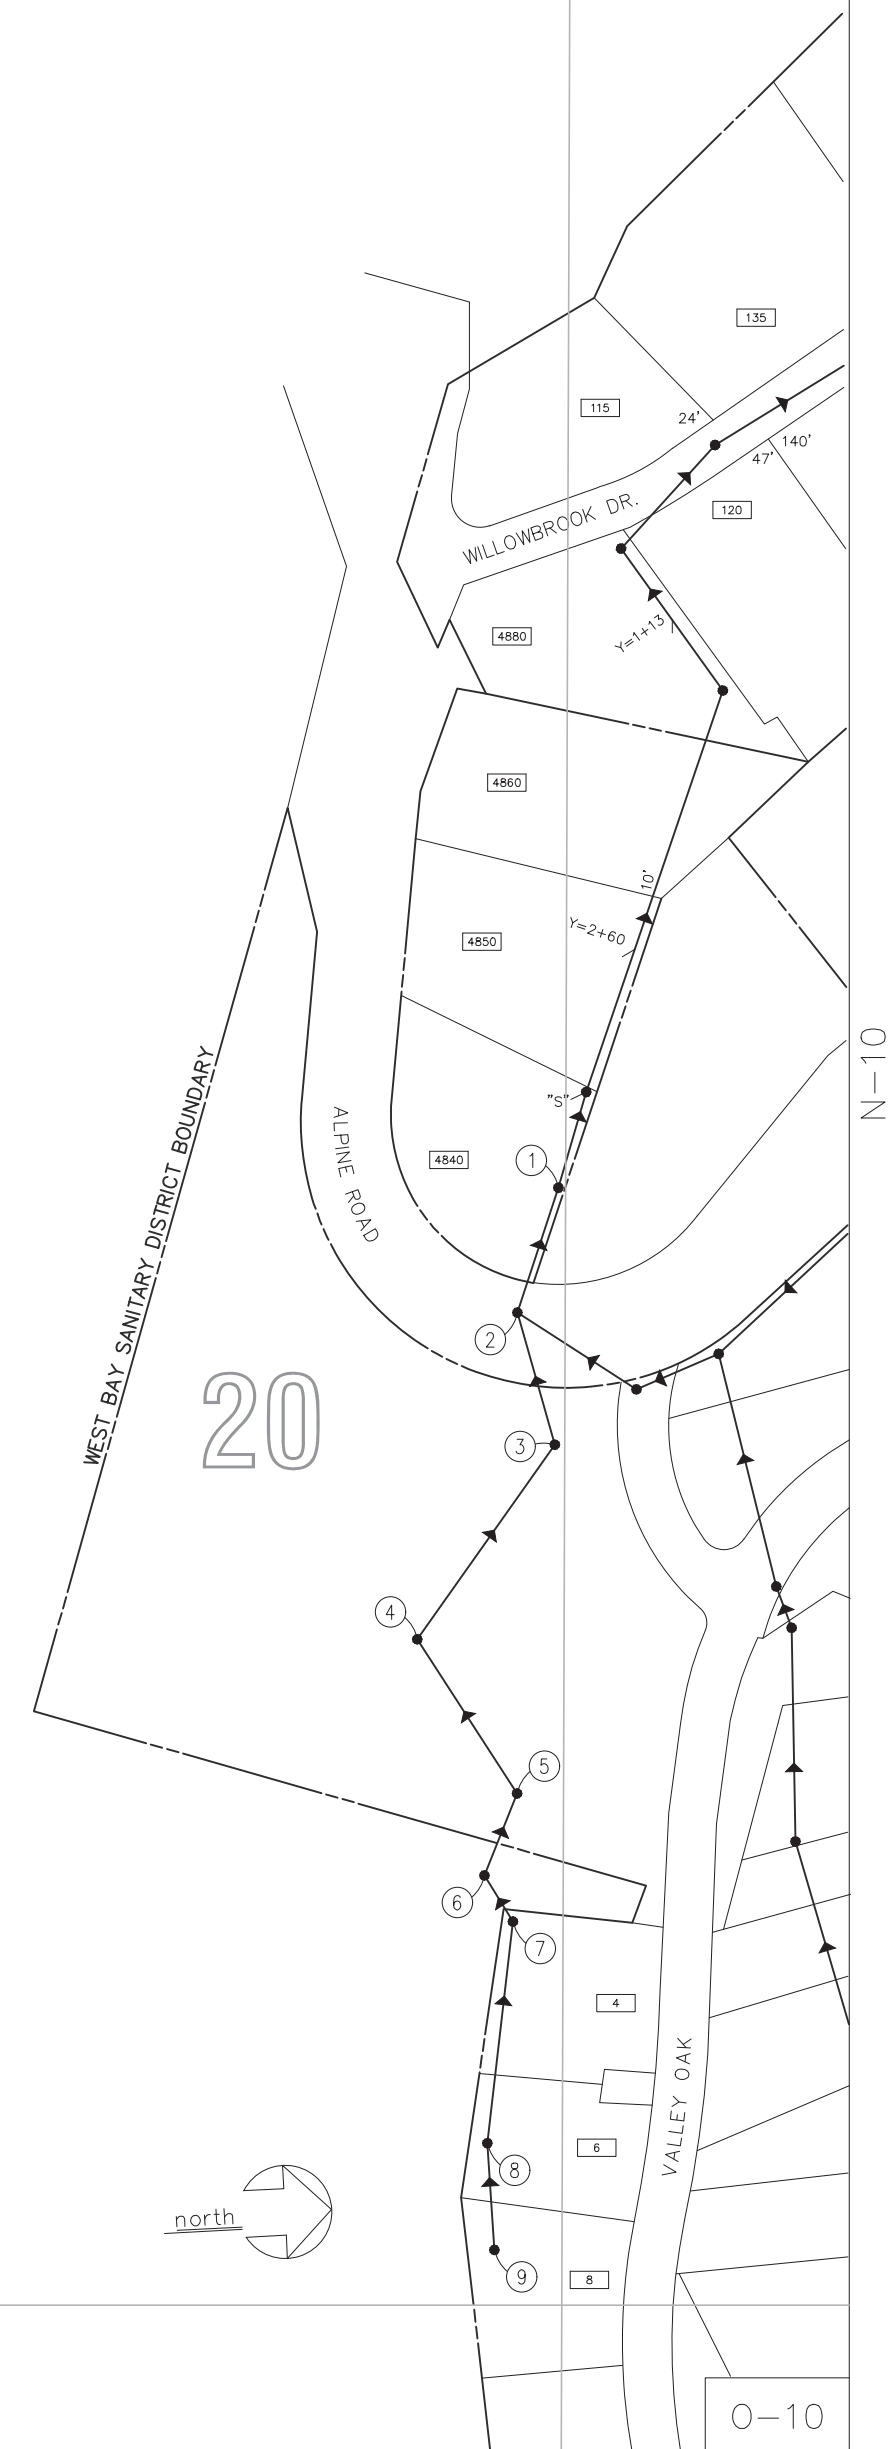 135
115
24'
140'
47'
120
WILLOWBROOK DR.
4880
Y=1+13
4860
10'
Y=2+60
4850
N-10
WEST BAY SANITARY DISTRICT BOUNDARY
"S"
ALPINE ROAD
4840
1
2
20
3
4
5
6
7
4
VALLEY OAK
6
8
north
9
8
O-10